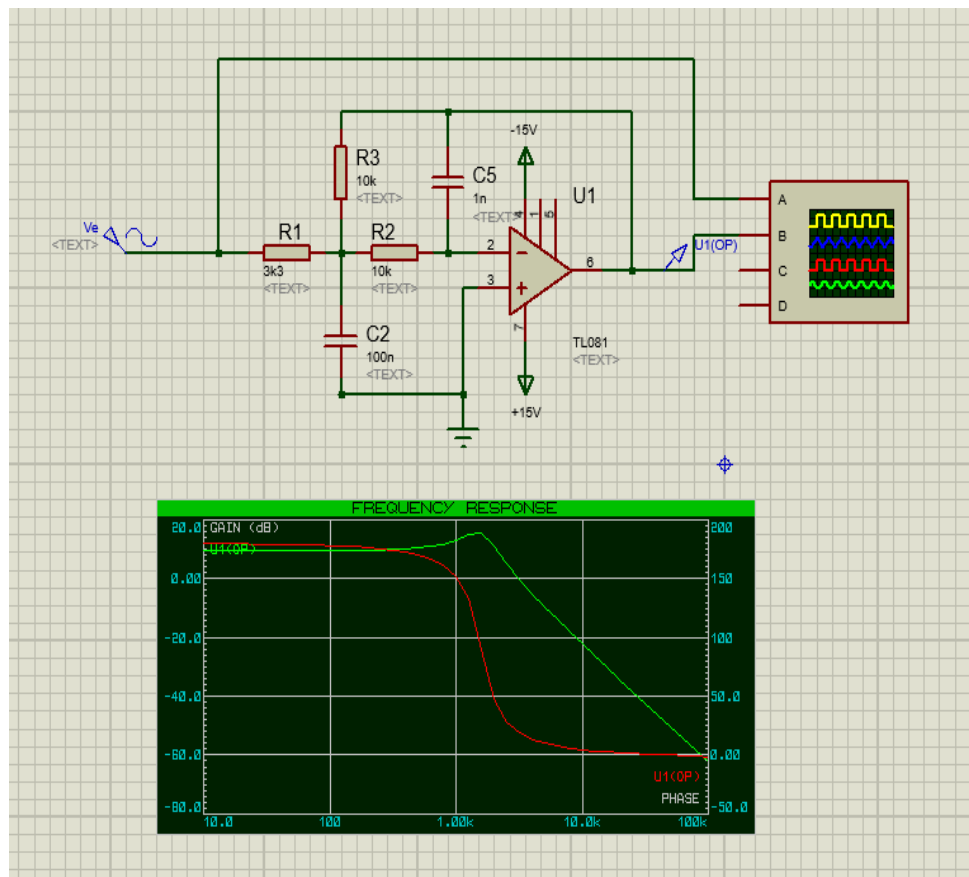 -15V
R3
10k
<TEXT>
C5
1n
<TEXT>
U1
4
1
5
A
Ve
<TEXT>
R1
3k3
<TEXT>
R2
10k
<TEXT>
2
3
6
U1(OP)
B
C
D
7
C2
100n
<TEXT>
TL081
<TEXT>
+15V
FREQUENCY RESPONSE
20.0
GAIN (dB)
200
U1(OP)
0.00
150
-20.0
100
-40.0
50.0
-60.0
0.00
U1(OP)
PHASE
-80.0
-50.0
10.0
100
1.00k
10.0k
100k